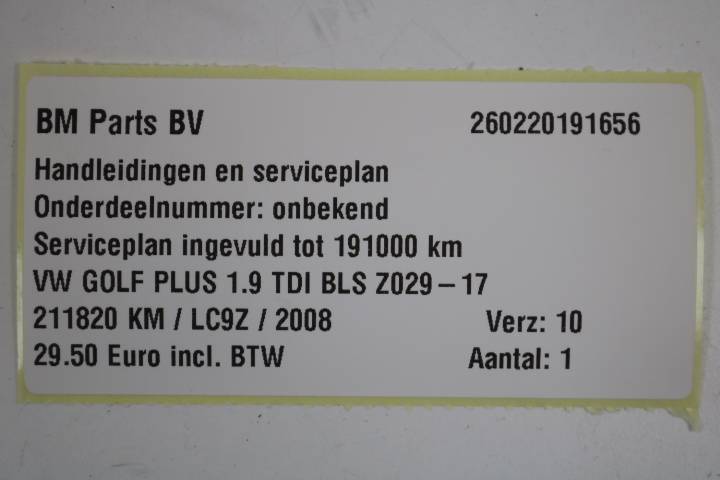 BM Parts BV 260220191656
Handleidingen en serviceplan
Onderdeelnummer: onbekend
Serviceplan ingevuld tot 191000 km
VW GOLF PLUS 1.9 TDI BLS Z029-17
211820 KM / LC9Z / 2008 Verz: 10
29.50 Euro incl. BTW Aantal: 1